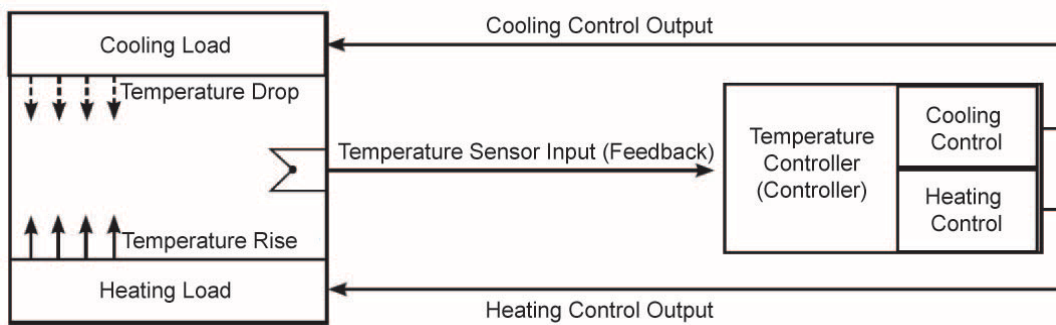 Cooling Load
Cooling Control Output
Temperature Drop
Temperature Sensor Input (Feedback)
Temperature
Controller
(Controller)
Cooling
Control
Heating
Control
Temperature Rise
Heating Load
Heating Control Output